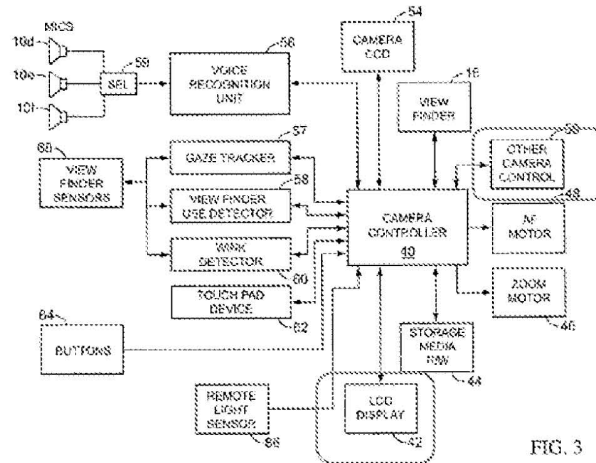 MICS
10d
10e
10f
59
SEL
56
VOICE
RECOGNITION
UNIT
54
CAMERA
CCD
16
VIEW
FINDER
50
OTHER
CAMERA
CONTROL
68
VIEW
FINDER
SENSORS
57
GAZE TRACKER
58
VIEW FINDER
USE DETECTOR
WINK
DETECTOR
60
CAMERA
CONTROLLER
40
48
AF
MOTOR
ZOOM
MOTOR
46
TOUCH PAD
DEVICE
62
64
BUTTONS
STORAGE
MEDIA
R/W
44
REMOTE
LIGHT
SENSOR
66
LCD
DISPLAY
42
FIG. 3